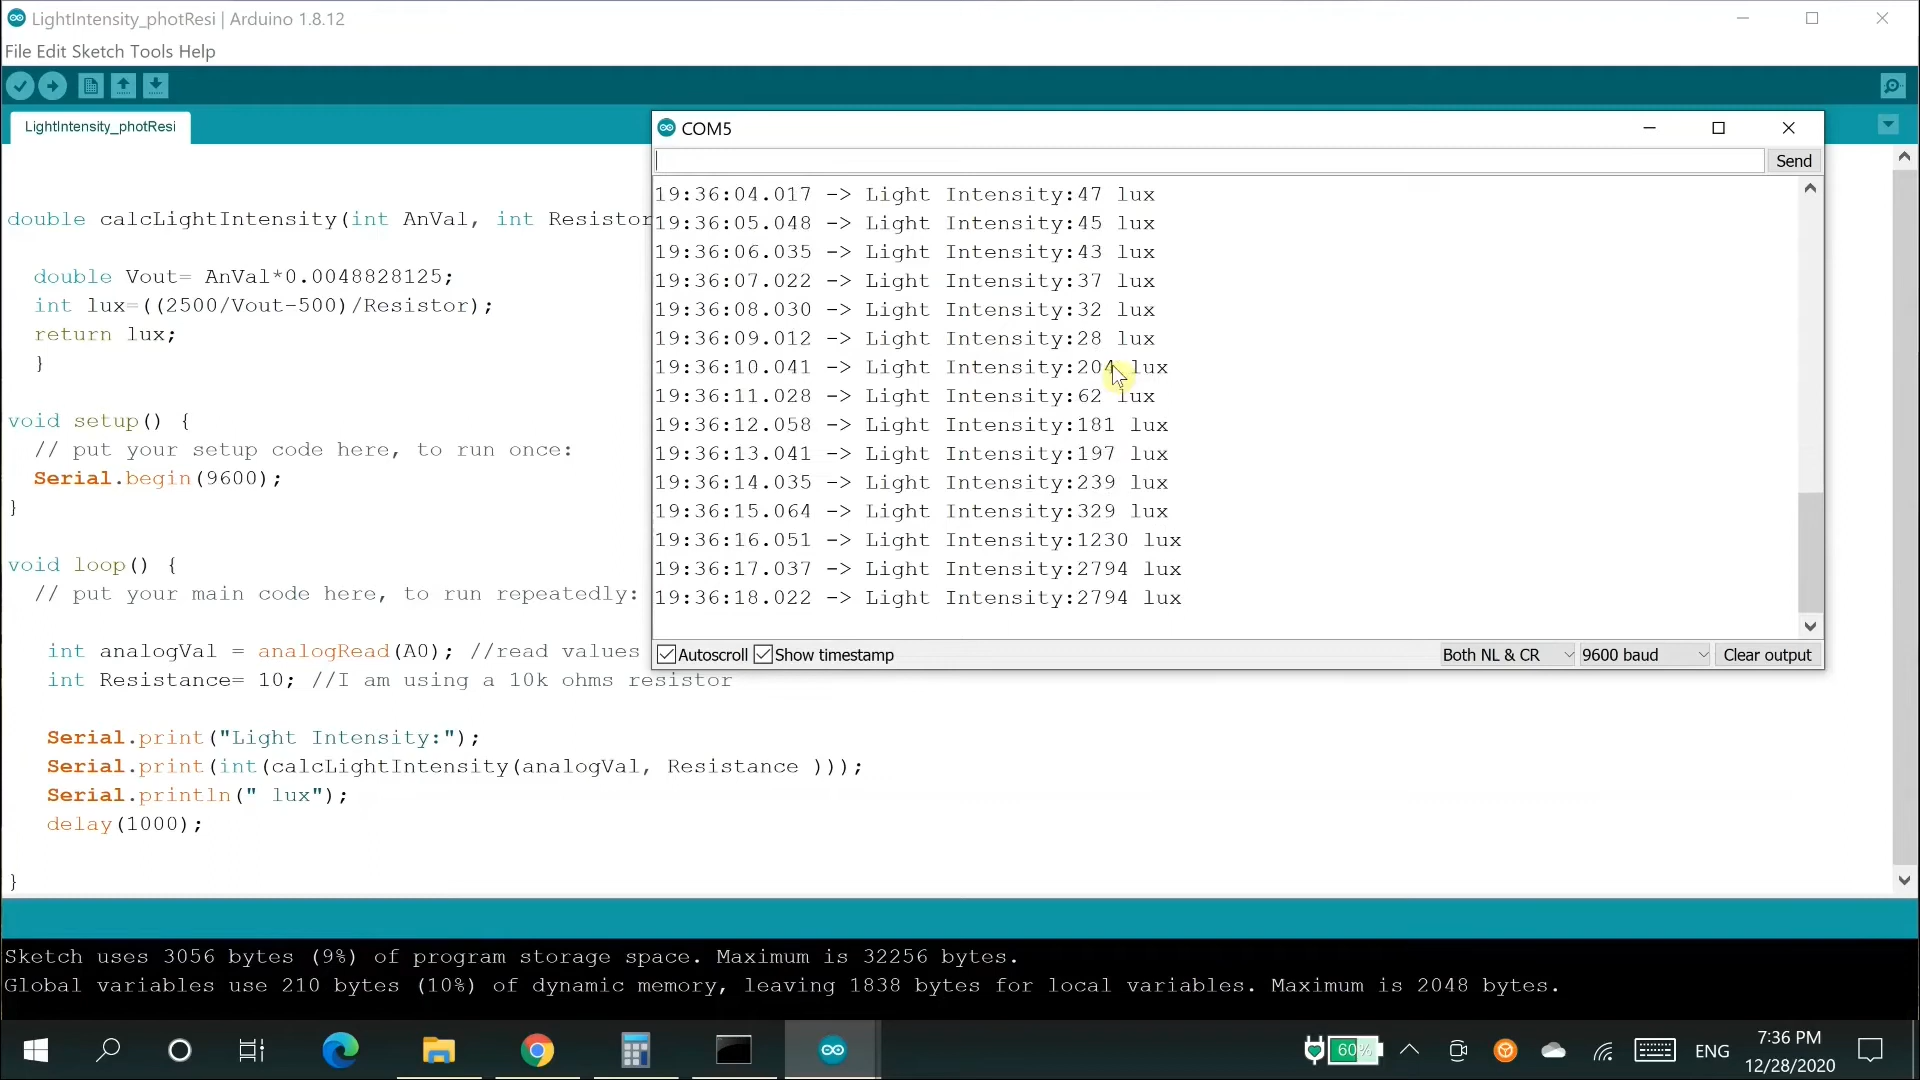 LightIntensity_photResi | Arduino 1.8.12
File Edit Sketch Tools Help
LightIntensity_photResi
double calcLightIntensity(int AnVal, int Resistor
double Vout= AnVal*0.0048828125;
int lux=((2500/Vout-500)/Resistor);
return lux;
}
void setup() {
// put your setup code here, to run once:
Serial.begin(9600);
}
void loop() {
// put your main code here, to run repeatedly:
int analogVal = analogRead(A0); //read values
int Resistance= 10; //I am using a 10k ohms resistor
Serial.print("Light Intensity:");
Serial.print(int(calcLightIntensity(analogVal, Resistance )));
Serial.println(" lux");
delay(1000);
}
COM5
Send
19:36:04.017 -> Light Intensity:47 lux
19:36:05.048 -> Light Intensity:45 lux
19:36:06.035 -> Light Intensity:43 lux
19:36:07.022 -> Light Intensity:37 lux
19:36:08.030 -> Light Intensity:32 lux
19:36:09.012 -> Light Intensity:28 lux
19:36:10.041 -> Light Intensity:204 lux
19:36:11.028 -> Light Intensity:62 lux
19:36:12.058 -> Light Intensity:181 lux
19:36:13.041 -> Light Intensity:197 lux
19:36:14.035 -> Light Intensity:239 lux
19:36:15.064 -> Light Intensity:329 lux
19:36:16.051 -> Light Intensity:1230 lux
19:36:17.037 -> Light Intensity:2794 lux
19:36:18.022 -> Light Intensity:2794 lux
Autoscroll Show timestamp Both NL & CR 9600 baud Clear output
Sketch uses 3056 bytes (9%) of program storage space. Maximum is 32256 bytes.
Global variables use 210 bytes (10%) of dynamic memory, leaving 1838 bytes for local variables. Maximum is 2048 bytes.
60%
ENG
7:36 PM
12/28/2020